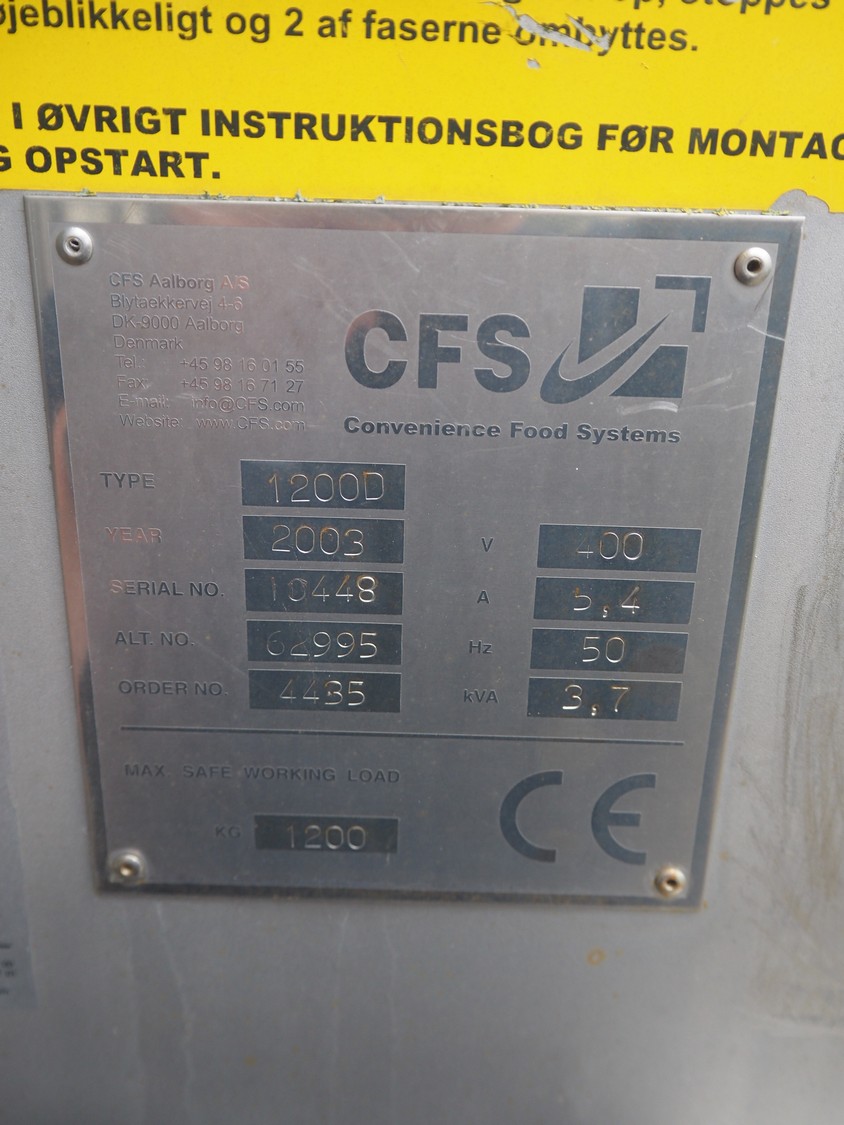 øjeblikkeligt og 2 af faserne ombyttes.
I ØVRIGT INSTRUKTIONSBOG FØR
OPSTART.
CFS Aalborg A/S
Blytaekkervej 4-6
DK-9000 Aalborg
Denmark
Tel.: +45 98 16 01 55
Fax: +45 98 16 71 27
E-mail: info@CFS.com
Website: www.CFS.com
CFS
Convenience Food Systems
TYPE 1200D
YEAR 2003 V 400
SERIAL NO. A 5,4
ALT. NO. 62995 Hz 50
ORDER NO. 4435 kVA 3,7
MAX. SAFE WORKING LOAD
KG 1200
CE